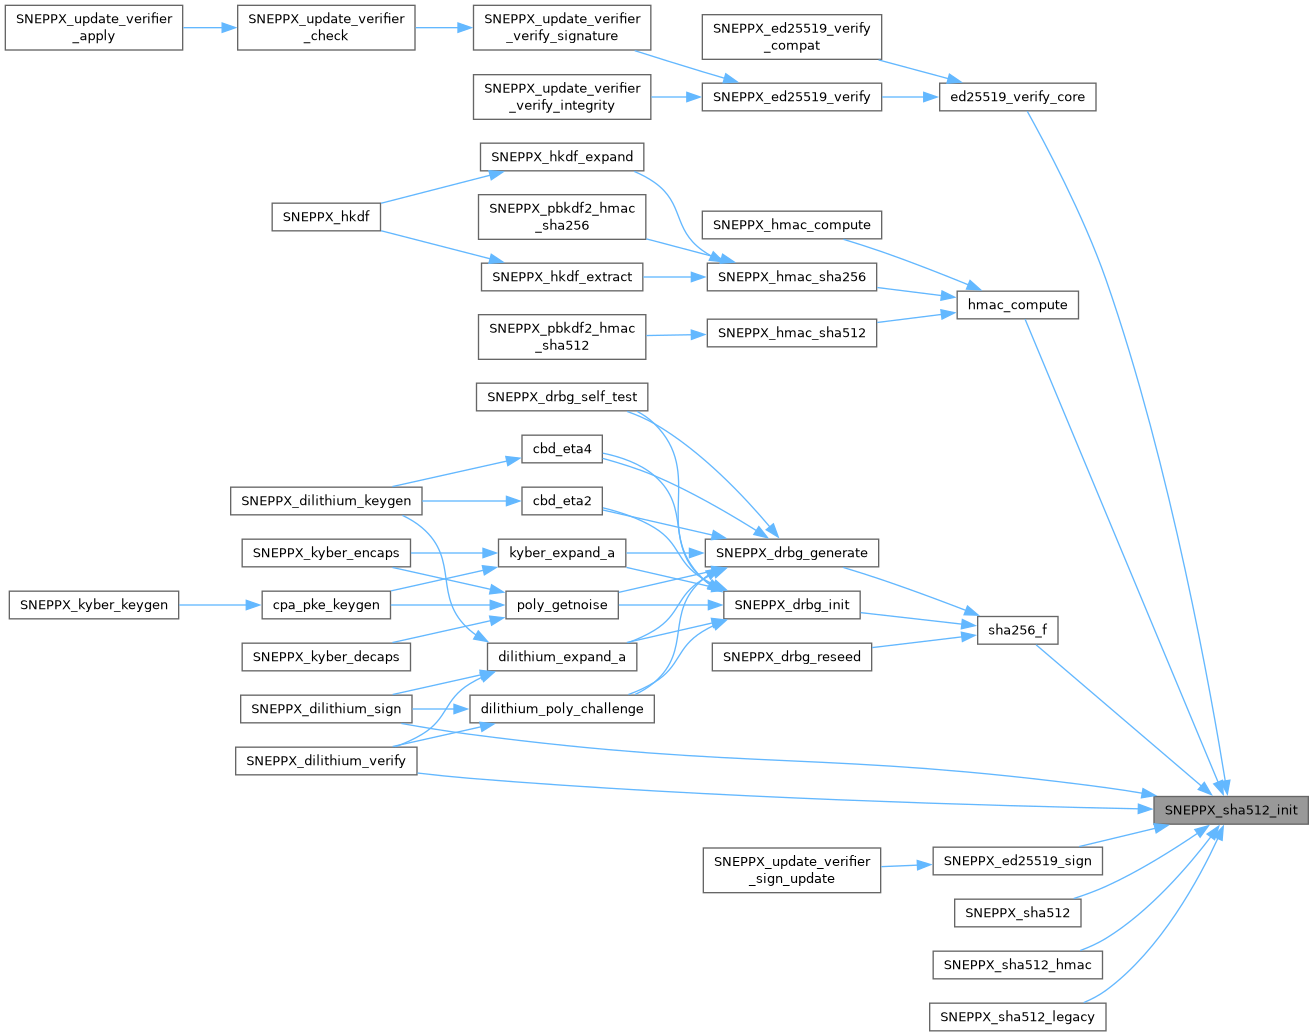 SNEPPX_update_verifier
_apply
SNEPPX_update_verifier
_check
SNEPPX_update_verifier
_verify_signature
SNEPPX_ed25519_verify
_compat
SNEPPX_update_verifier
_verify_integrity
SNEPPX_ed25519_verify
ed25519_verify_core
SNEPPX_hkdf_expand
SNEPPX_hkdf
SNEPPX_pbkdf2_hmac
_sha256
SNEPPX_hmac_compute
SNEPPX_hkdf_extract
SNEPPX_hmac_sha256
hmac_compute
SNEPPX_pbkdf2_hmac
_sha512
SNEPPX_hmac_sha512
SNEPPX_drbg_self_test
cbd_eta4
SNEPPX_dilithium_keygen
cbd_eta2
SNEPPX_kyber_encaps
kyber_expand_a
SNEPPX_drbg_generate
SNEPPX_kyber_keygen
cpa_pke_keygen
poly_getnoise
SNEPPX_drbg_init
sha256_f
SNEPPX_kyber_decaps
dilithium_expand_a
SNEPPX_drbg_reseed
SNEPPX_dilithium_sign
dilithium_poly_challenge
SNEPPX_dilithium_verify
SNEPPX_sha512_init
SNEPPX_update_verifier
_sign_update
SNEPPX_ed25519_sign
SNEPPX_sha512
SNEPPX_sha512_hmac
SNEPPX_sha512_legacy